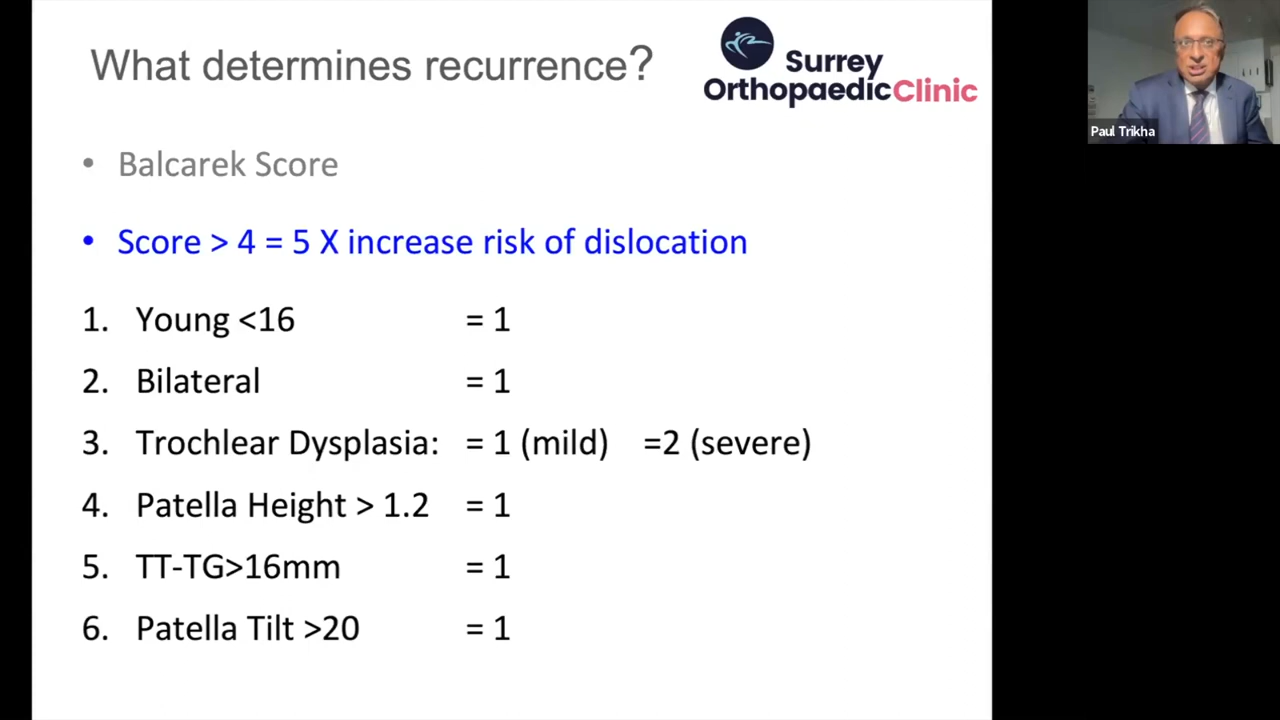 What determines recurrence?
Surrey
OrthopaedicClinic
Paul Trikha
• Balcarek Score
• Score > 4 = 5 X increase risk of dislocation
1. Young <16 = 1
2. Bilateral = 1
3. Trochlear Dysplasia: = 1 (mild) =2 (severe)
4. Patella Height > 1.2 = 1
5. TT-TG>16mm = 1
6. Patella Tilt >20 = 1